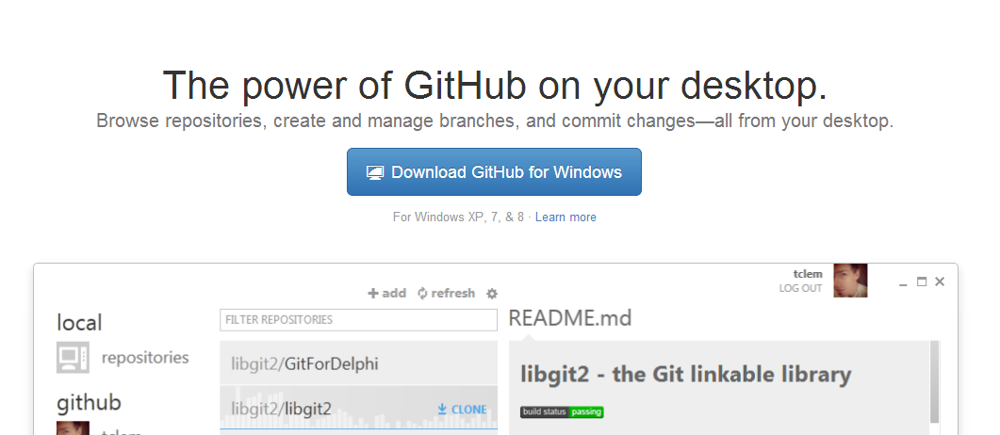 The power of GitHub on your desktop.
Browse repositories, create and manage branches, and commit changes—all from your desktop.
Download GitHub for Windows
For Windows XP, 7, & 8 · Learn more
tclem
LOG OUT
add refresh
local
FILTER REPOSITORIES
README.md
repositories
libgit2/GitForDelphi
libgit2 - the Git linkable library
github
libgit2/libgit2 CLONE
build status passing
tclem